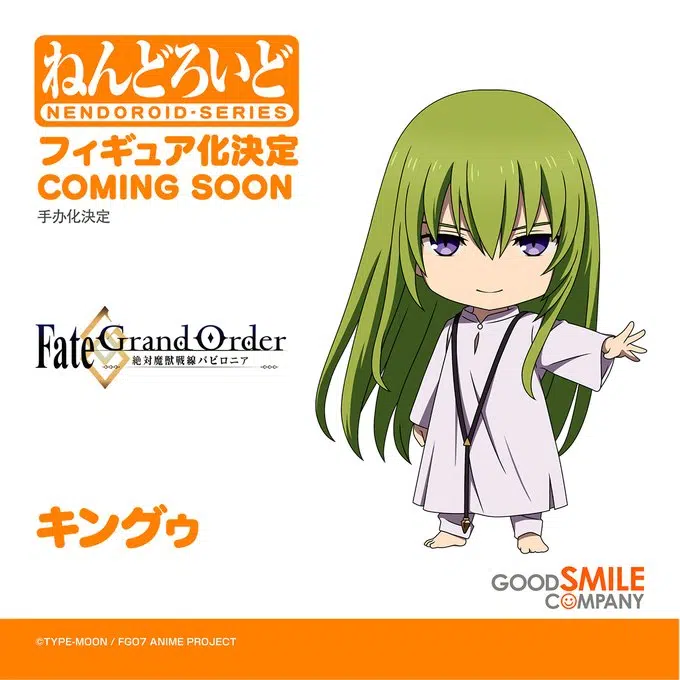 ねんどろいど
NENDOROID·SERIES
フィギュア化決定
COMING SOON
手办化決定
Fate Grand Order
絶対魔獣戦線バビロニア
キングゥ
GOOD SMILE
COMPANY
©TYPE-MOON / FGO7 ANIME PROJECT